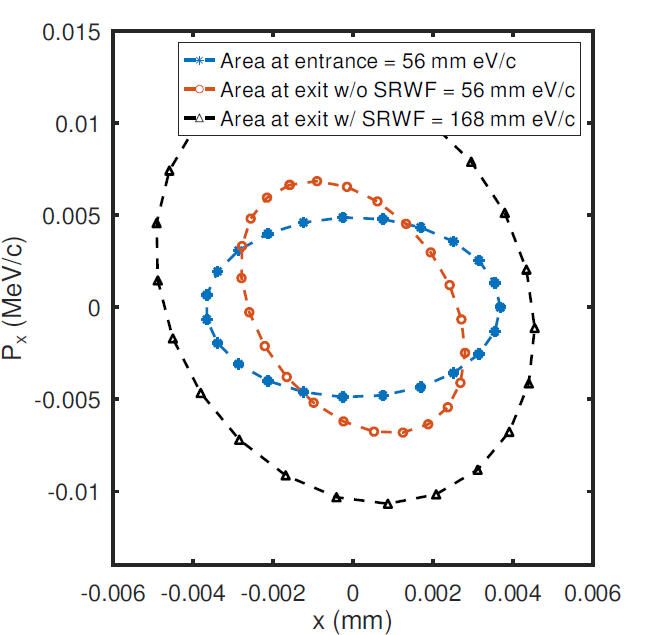 0.015
Area at entrance = 56 mm eV/c
Area at exit w/o SRWF = 56 mm eV/c
Area at exit w/ SRWF = 168 mm eV/c
0.01
0.005
0
-0.005
-0.01
Px (MeV/c)
-0.006 -0.004 -0.002 0 0.002 0.004 0.006
x (mm)